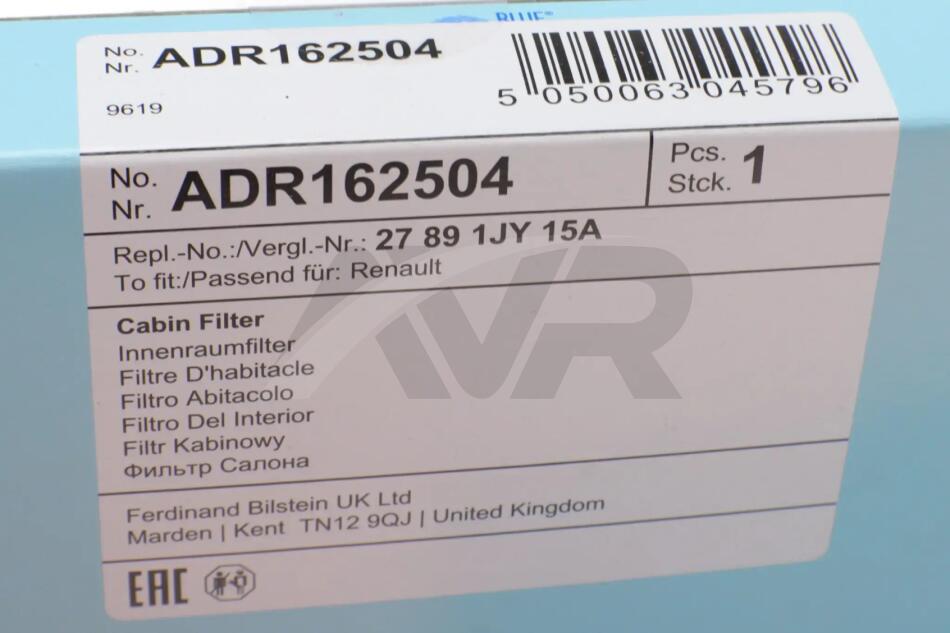 BLUE
No.
Nr. ADR162504
9619
5 050063 045796
No.
Nr. ADR162504
Pcs.
Stck. 1
Repl.-No.:/Vergl.-Nr.: 27 89 1JY 15A
To fit:/Passend für: Renault
Cabin Filter
Innenraumfilter
Filtre D'habitacle
Filtro Abitacolo
Filtro Del Interior
Filtr Kabinowy
Фильтр Салона
Ferdinand Bilstein UK Ltd
Marden | Kent TN12 9QJ | United Kingdom
EAC
AVR